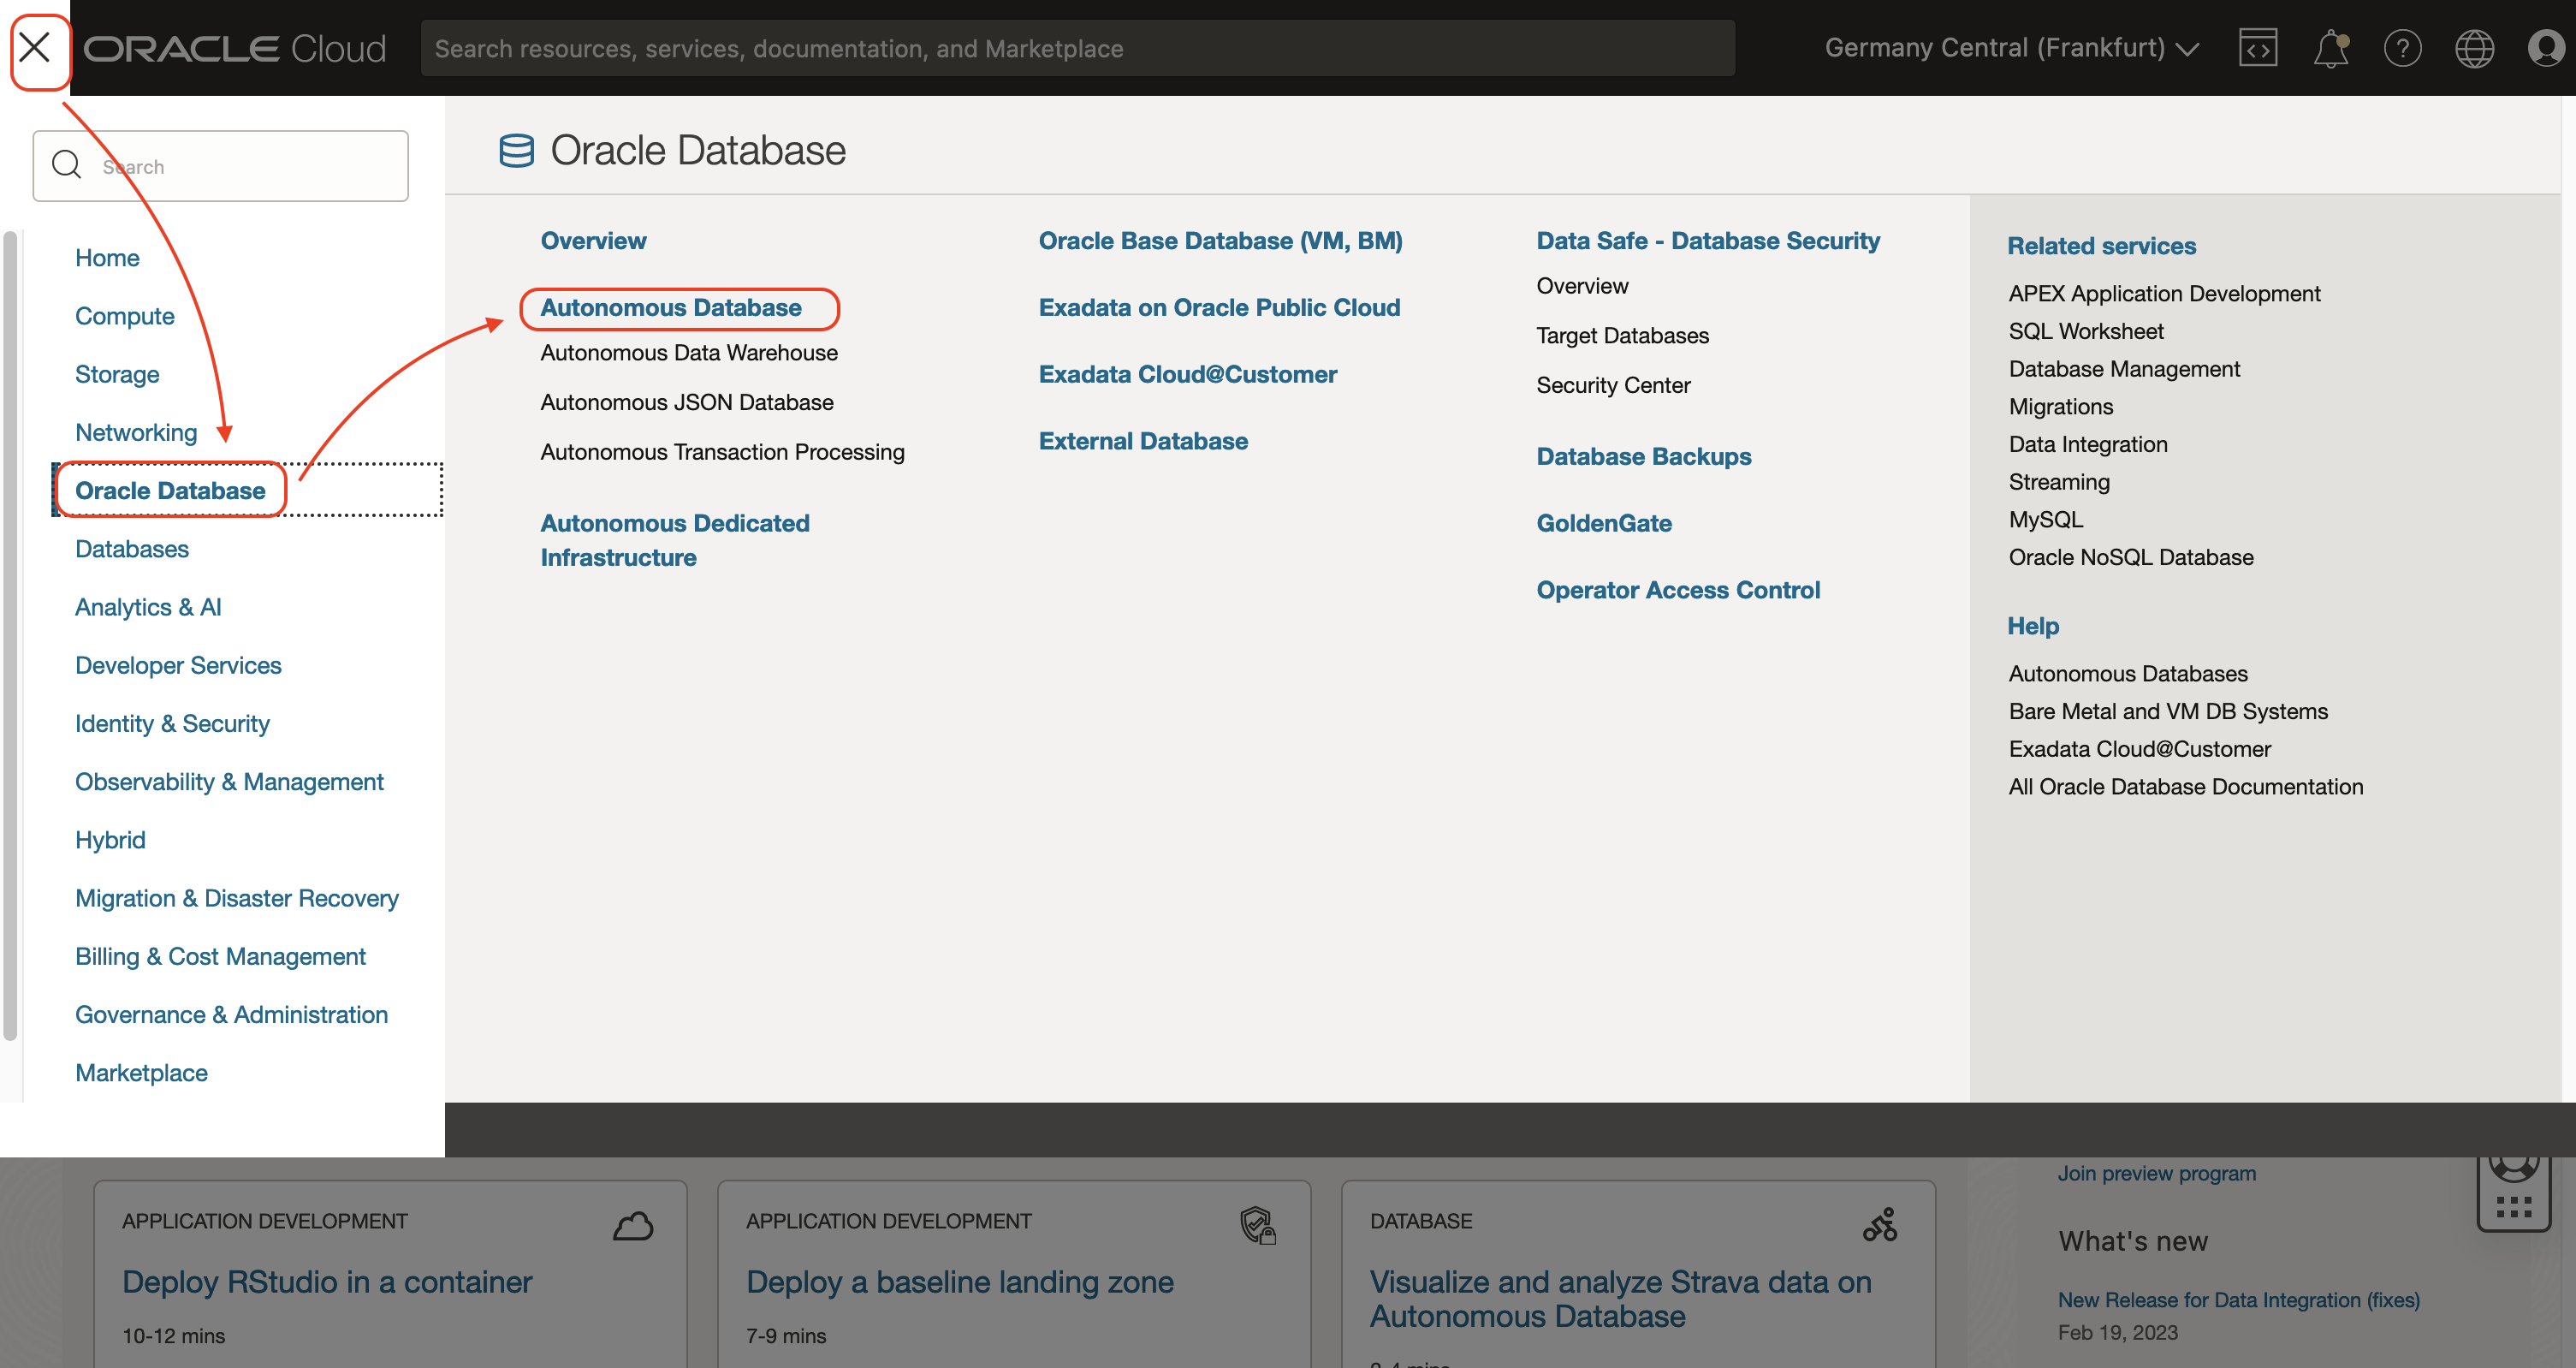 ORACLE Cloud
Search resources, services, documentation, and Marketplace
Germany Central (Frankfurt)
Search
Home
Compute
Storage
Networking
Oracle Database
Databases
Analytics & AI
Developer Services
Identity & Security
Observability & Management
Hybrid
Migration & Disaster Recovery
Billing & Cost Management
Governance & Administration
Marketplace
Oracle Database
Overview
Autonomous Database
Autonomous Data Warehouse
Autonomous JSON Database
Autonomous Transaction Processing
Autonomous Dedicated
Infrastructure
Oracle Base Database (VM, BM)
Exadata on Oracle Public Cloud
Exadata Cloud@Customer
External Database
Data Safe - Database Security
Overview
Target Databases
Security Center
Database Backups
GoldenGate
Operator Access Control
Related services
APEX Application Development
SQL Worksheet
Database Management
Migrations
Data Integration
Streaming
MySQL
Oracle NoSQL Database
Help
Autonomous Databases
Bare Metal and VM DB Systems
Exadata Cloud@Customer
All Oracle Database Documentation
APPLICATION DEVELOPMENT
Deploy RStudio in a container
10-12 mins
APPLICATION DEVELOPMENT
Deploy a baseline landing zone
7-9 mins
DATABASE
Visualize and analyze Strava data on
Autonomous Database
Join preview program
What's new
New Release for Data Integration (fixes)
Feb 19, 2023